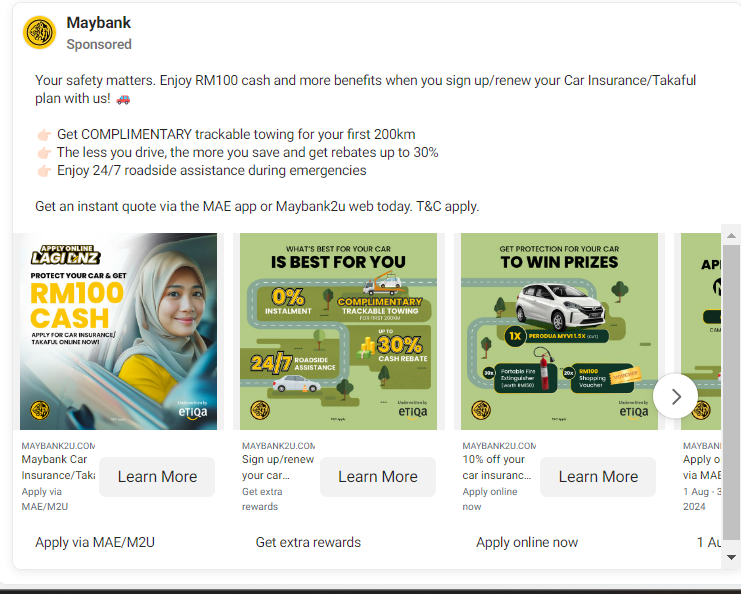 Maybank
Sponsored
Your safety matters. Enjoy RM100 cash and more benefits when you sign up/renew your Car Insurance/Takaful
plan with us! 🚗
👉🏻 Get COMPLIMENTARY trackable towing for your first 200km
👉🏻 The less you drive, the more you save and get rebates up to 30%
👉🏻 Enjoy 24/7 roadside assistance during emergencies
Get an instant quote via the MAE app or Maybank2u web today. T&C apply.
APPLY ONLINE
LAGI DNZ
PROTECT YOUR CAR & GET
RM100
CASH
APPLY FOR CAR INSURANCE/
TAKAFUL ONLINE NOW!
T&C apply
Underwritten by
etiqa
WHAT'S BEST FOR YOUR CAR
IS BEST FOR YOU
0%
INSTALMENT
COMPLIMENTARY
TRACKABLE TOWING
FOR FIRST 200KM
UP TO
30%
CASH REBATE
24/7 ROADSIDE
ASSISTANCE
T&C apply
Underwritten by
etiqa
GET PROTECTION FOR YOUR CAR
TO WIN PRIZES
1X PERODUA MYVI 1.5X (CVT)
30x Portable Fire
Extinguisher
(worth RM150)
20x RM100
Shopping
Voucher
VOUCHER
T&C apply
Underwritten by
etiqa
AP
MAYBANK2U.COM
Maybank Car
Insurance/Taka
Apply via
MAE/M2U
Learn More
MAYBANK2U.COM
Sign up/renew
your car...
Get extra
rewards
Learn More
MAYBANK2U.COM
10% off your
car insuranc...
Apply online
now
Learn More
MAYBAN
Apply o
via MAE
1 Aug - 3
2024
Apply via MAE/M2U
Get extra rewards
Apply online now
1 Au